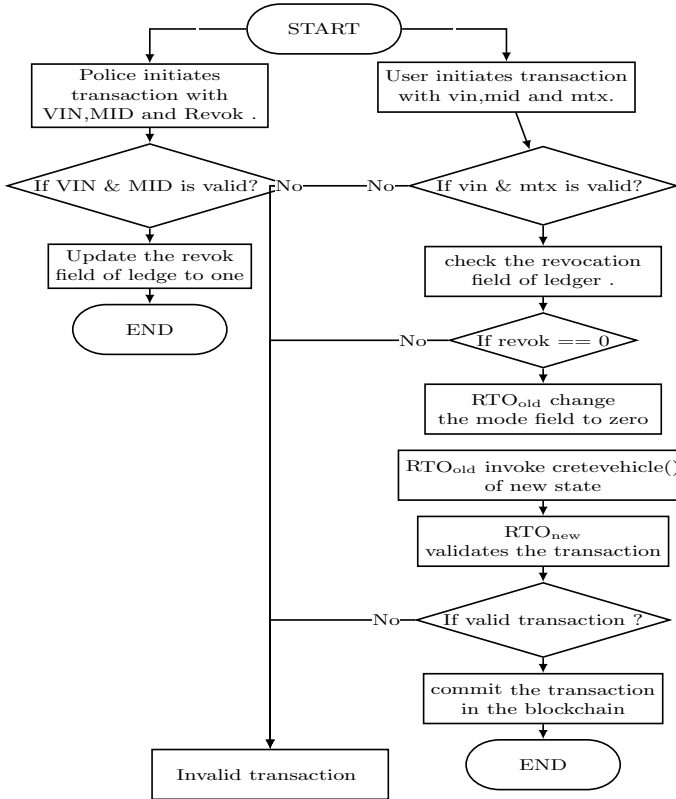 START
Police initiates
transaction with
VIN,MID and Revok .
User initiates transaction
with vin,mid and mtx.
If VIN & MID is valid?
No
No
If vin & mtx is valid?
Update the revok
field of ledge to one
check the revocation
field of ledger .
END
No
If revok == 0
RTOold change
the mode field to zero
RTOold invoke cretevehicle()
of new state
RTOnew
validates the transaction
No
If valid transaction ?
commit the transaction
in the blockchain
Invalid transaction
END